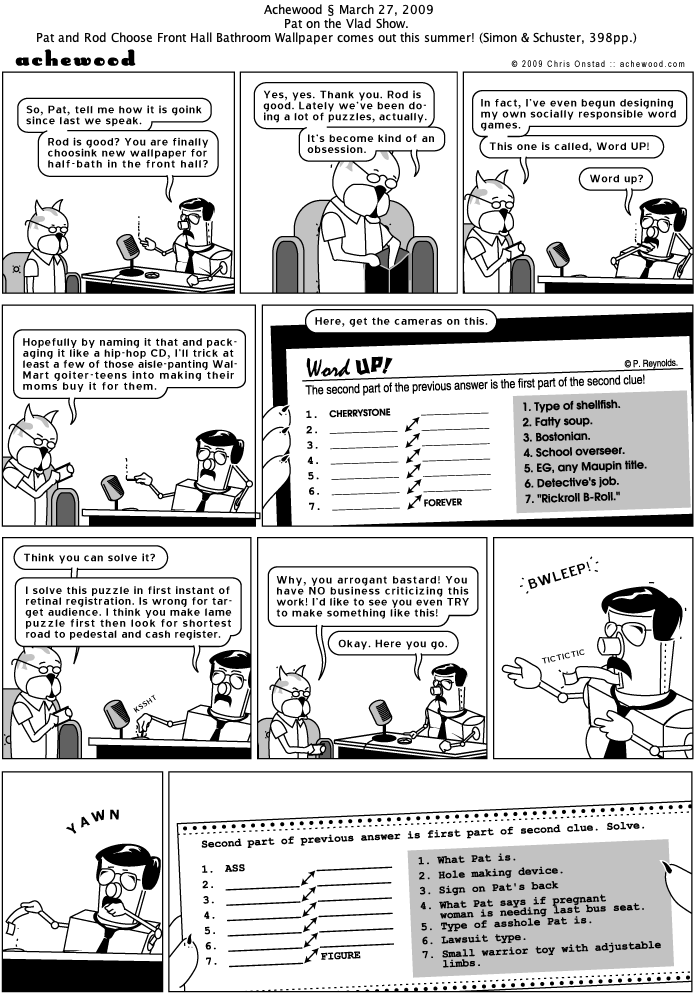 Achewood § March 27, 2009
Pat on the Vlad Show.
Pat and Rod Choose Front Hall Bathroom Wallpaper comes out this summer! (Simon & Schuster, 398pp.)
achewood
© 2009 Chris Onstad :: achewood.com
So, Pat, tell me how it is goink
since last we speak.
Rod is good? You are finally
choosink new wallpaper for
half-bath in the front hall?
Yes, yes. Thank you. Rod is
good. Lately we've been do-
ing a lot of puzzles, actually.
It's become kind of an
obsession.
In fact, I've even begun designing
my own socially responsible word
games.
This one is called, Word UP!
Word up?
Hopefully by naming it that and pack-
aging it like a hip-hop CD, I'll trick at
least a few of those aisle-panting Wal-
Mart goiter-teens into making their
moms buy it for them.
Here, get the cameras on this.
Word UP!
© P. Reynolds.
The second part of the previous answer is the first part of the second clue!
1. CHERRYSTONE
2.
3.
4.
5.
6.
7. FOREVER
1. Type of shellfish.
2. Fatty soup.
3. Bostonian.
4. School overseer.
5. EG, any Maupin title.
6. Detective's job.
7. "Rickroll B-Roll."
Think you can solve it?
I solve this puzzle in first instant of
retinal registration. Is wrong for tar-
get audience. I think you make lame
puzzle first then look for shortest
road to pedestal and cash register.
KSSHT
Why, you arrogant bastard! You
have NO business criticizing this
work! I'd like to see you even TRY
to make something like this!
Okay. Here you go.
BWLEEP!
TICTICTIC
YAWN
Second part of previous answer is first part of second clue. Solve.
1. ASS
2.
3.
4.
5.
6.
7. FIGURE
1. What Pat is.
2. Hole making device.
3. Sign on Pat's back
4. What Pat says if pregnant
woman is needing last bus seat.
5. Type of asshole Pat is.
6. Lawsuit type.
7. Small warrior toy with adjustable
limbs.